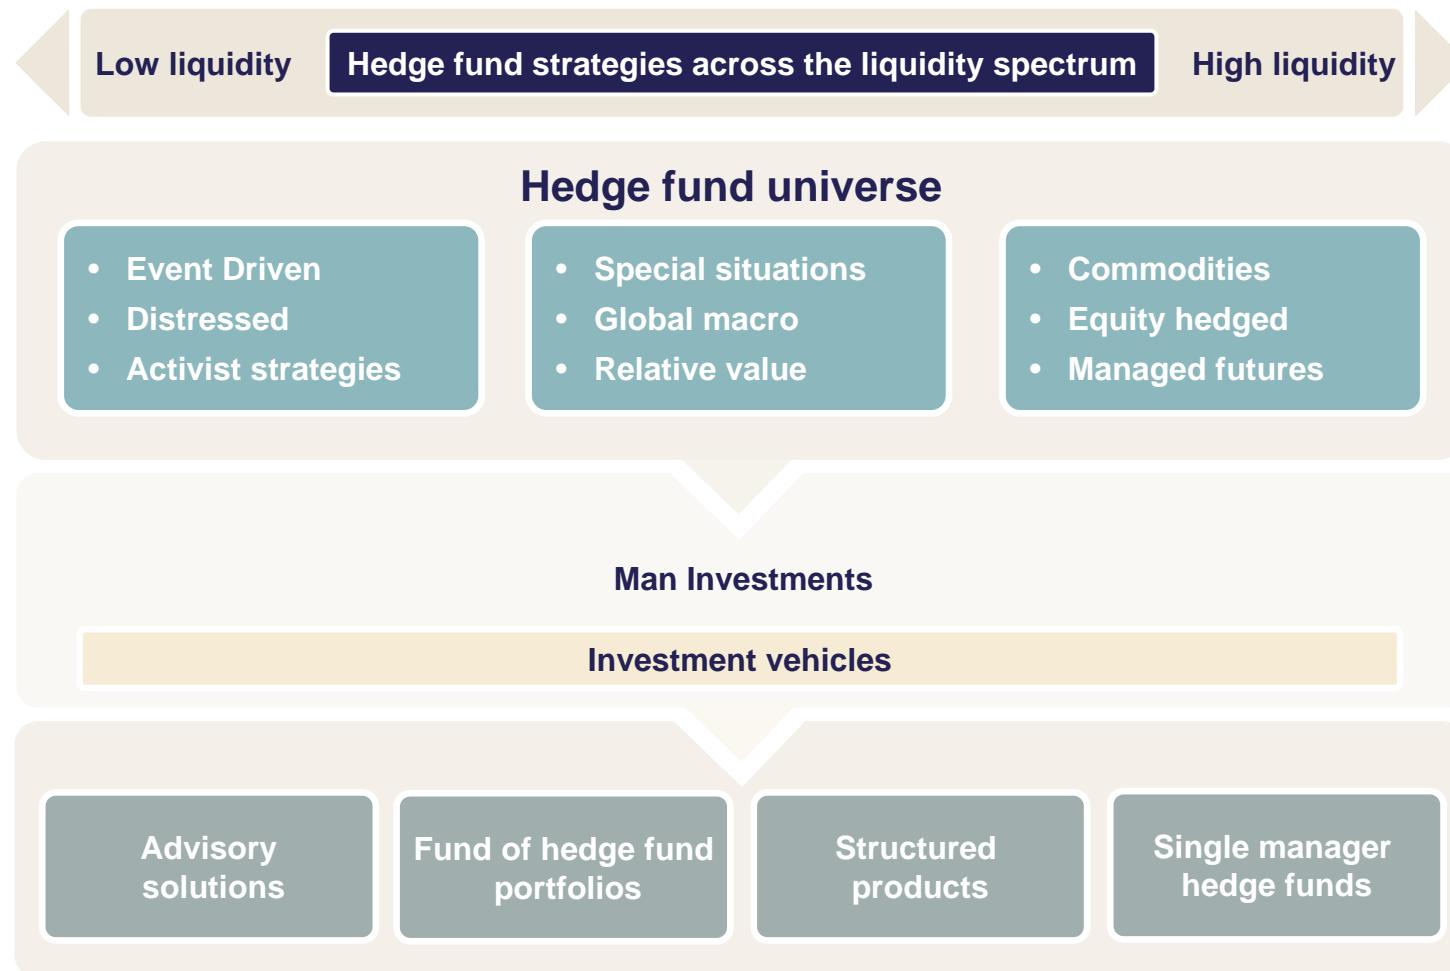 Low liquidity
Hedge fund strategies across the liquidity spectrum
High liquidity
Hedge fund universe
• Event Driven
• Distressed
• Activist strategies
• Special situations
• Global macro
• Relative value
• Commodities
• Equity hedged
• Managed futures
Man Investments
Investment vehicles
Advisory
solutions
Fund of hedge fund
portfolios
Structured
products
Single manager
hedge funds